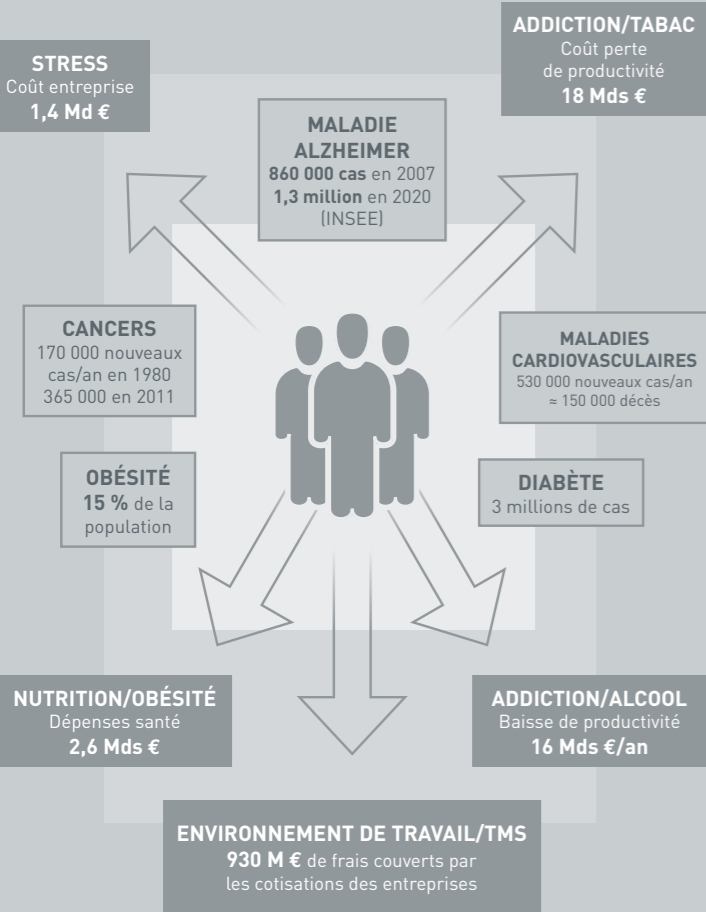 ADDICTION/TABAC
Coût perte
de productivité
18 Mds €
STRESS
Coût entreprise
1,4 Md €
MALADIE
ALZHEIMER
860 000 cas en 2007
1,3 million en 2020
(INSEE)
CANCERS
170 000 nouveaux
cas/an en 1980
365 000 en 2011
MALADIES
CARDIOVASCULAIRES
530 000 nouveaux cas/an
≈ 150 000 décès
OBÉSITÉ
15 % de la
population
DIABÈTE
3 millions de cas
NUTRITION/OBÉSITÉ
Dépenses santé
2,6 Mds €
ADDICTION/ALCOOL
Baisse de productivité
16 Mds €/an
ENVIRONNEMENT DE TRAVAIL/TMS
930 M € de frais couverts par
les cotisations des entreprises